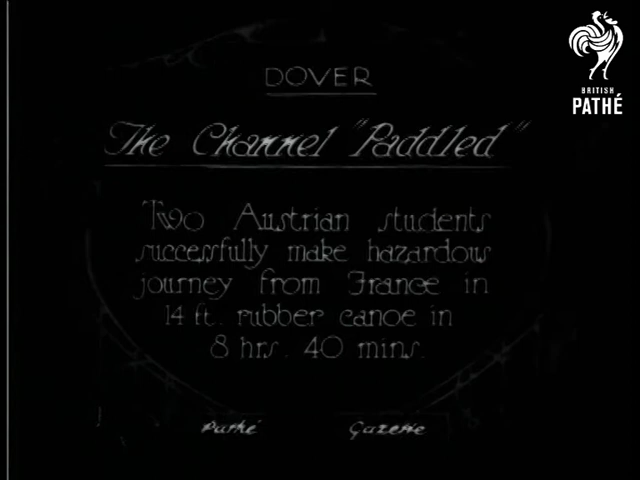 DOVER
The Channel "Paddled"
Two Austrian students
successfully make hazardous
journey from France in
14 ft. rubber canoe in
8 hrs. 40 mins.
Pathé Gazette
BRITISH
PATHÉ